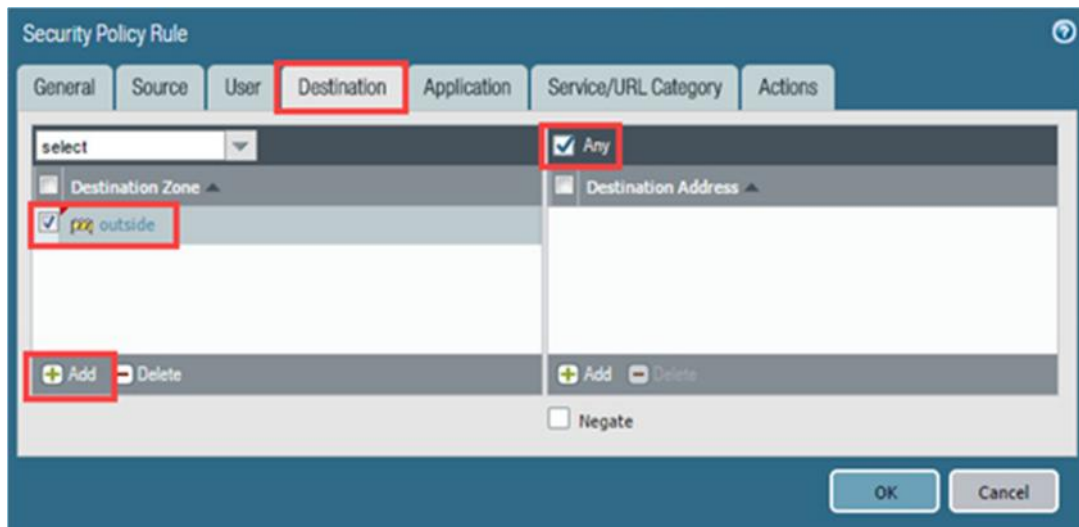 Security Policy Rule
General Source User Destination Application Service/URL Category Actions
select Any
Destination Zone Destination Address
outside
Add Delete Add Delete
Negate
OK Cancel